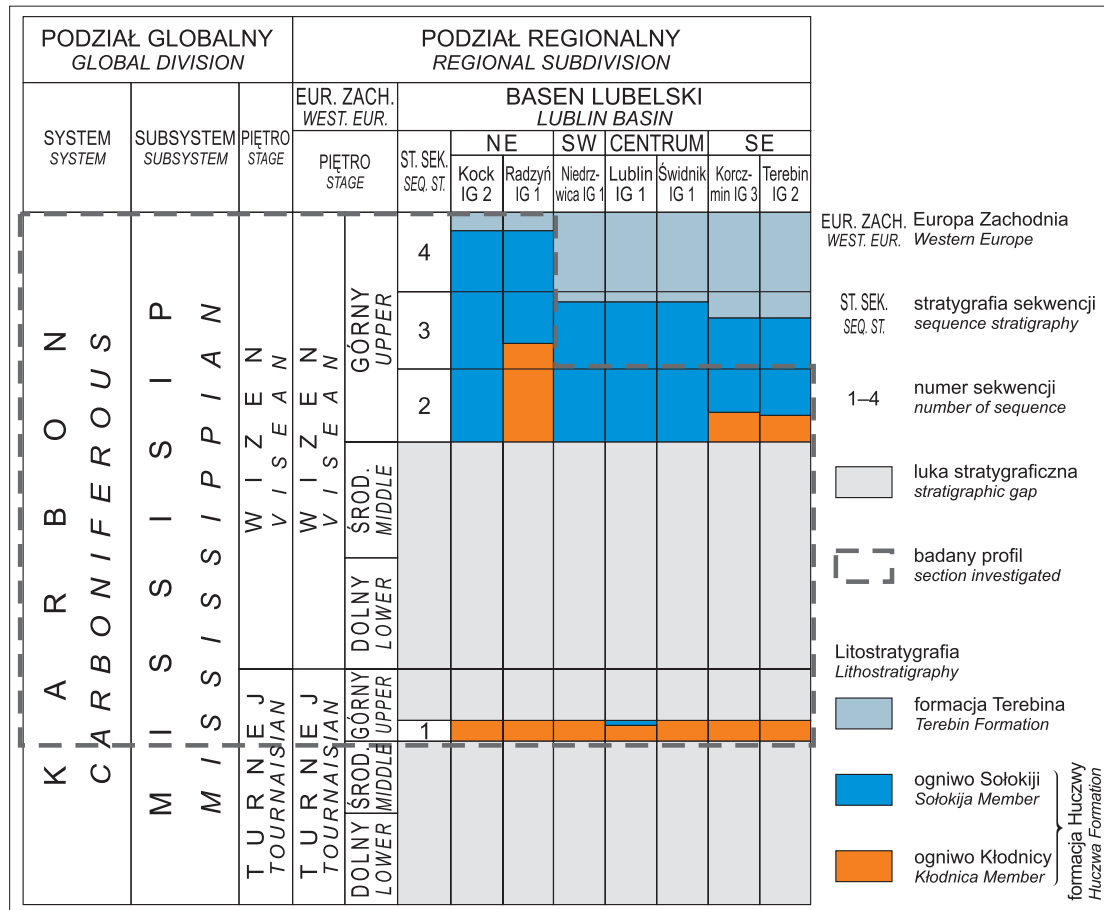 PODZIAŁ GLOBALNY
GLOBAL DIVISION
PODZIAŁ REGIONALNY
REGIONAL SUBDIVISION
SYSTEM
SYSTEM
SUBSYSTEM
SUBSYSTEM
PIĘTRO
STAGE
EUR. ZACH.
WEST. EUR.
PIĘTRO
STAGE
BASEN LUBELSKI
LUBLIN BASIN
ST. SEK.
SEQ. ST.
NE
SW
CENTRUM
SE
Kock
IG 2
Radzyń
IG 1
Niedrz-
wica IG 1
Lublin
IG 1
Świdnik
IG 1
Korcz-
min IG 3
Terebin
IG 2
KARBON
CARBONIFEROUS
MISSISIP
MISSISSIPPIAN
WIZEN
VISEAN
TURNEJ
TOURNAISIAN
WIZEN
VISEAN
TURNEJ
TOURNAISIAN
GÓRNY
UPPER
ŚROD.
MIDDLE
DOLNY
LOWER
GÓRNY
UPPER
ŚROD.
MIDDLE
DOLNY
LOWER
4
3
2
1
EUR. ZACH.
WEST. EUR.
Europa Zachodnia
Western Europe
ST. SEK.
SEQ. ST.
stratygrafia sekwencji
sequence stratigraphy
1–4
numer sekwencji
number of sequence
luka stratygraficzna
stratigraphic gap
badany profil
section investigated
Litostratygrafia
Lithostratigraphy
formacja Terebina
Terebin Formation
ogniwo Sołokiji
Sołokija Member
ogniwo Kłodnicy
Kłodnica Member
formacja Huczwy
Huczwa Formation